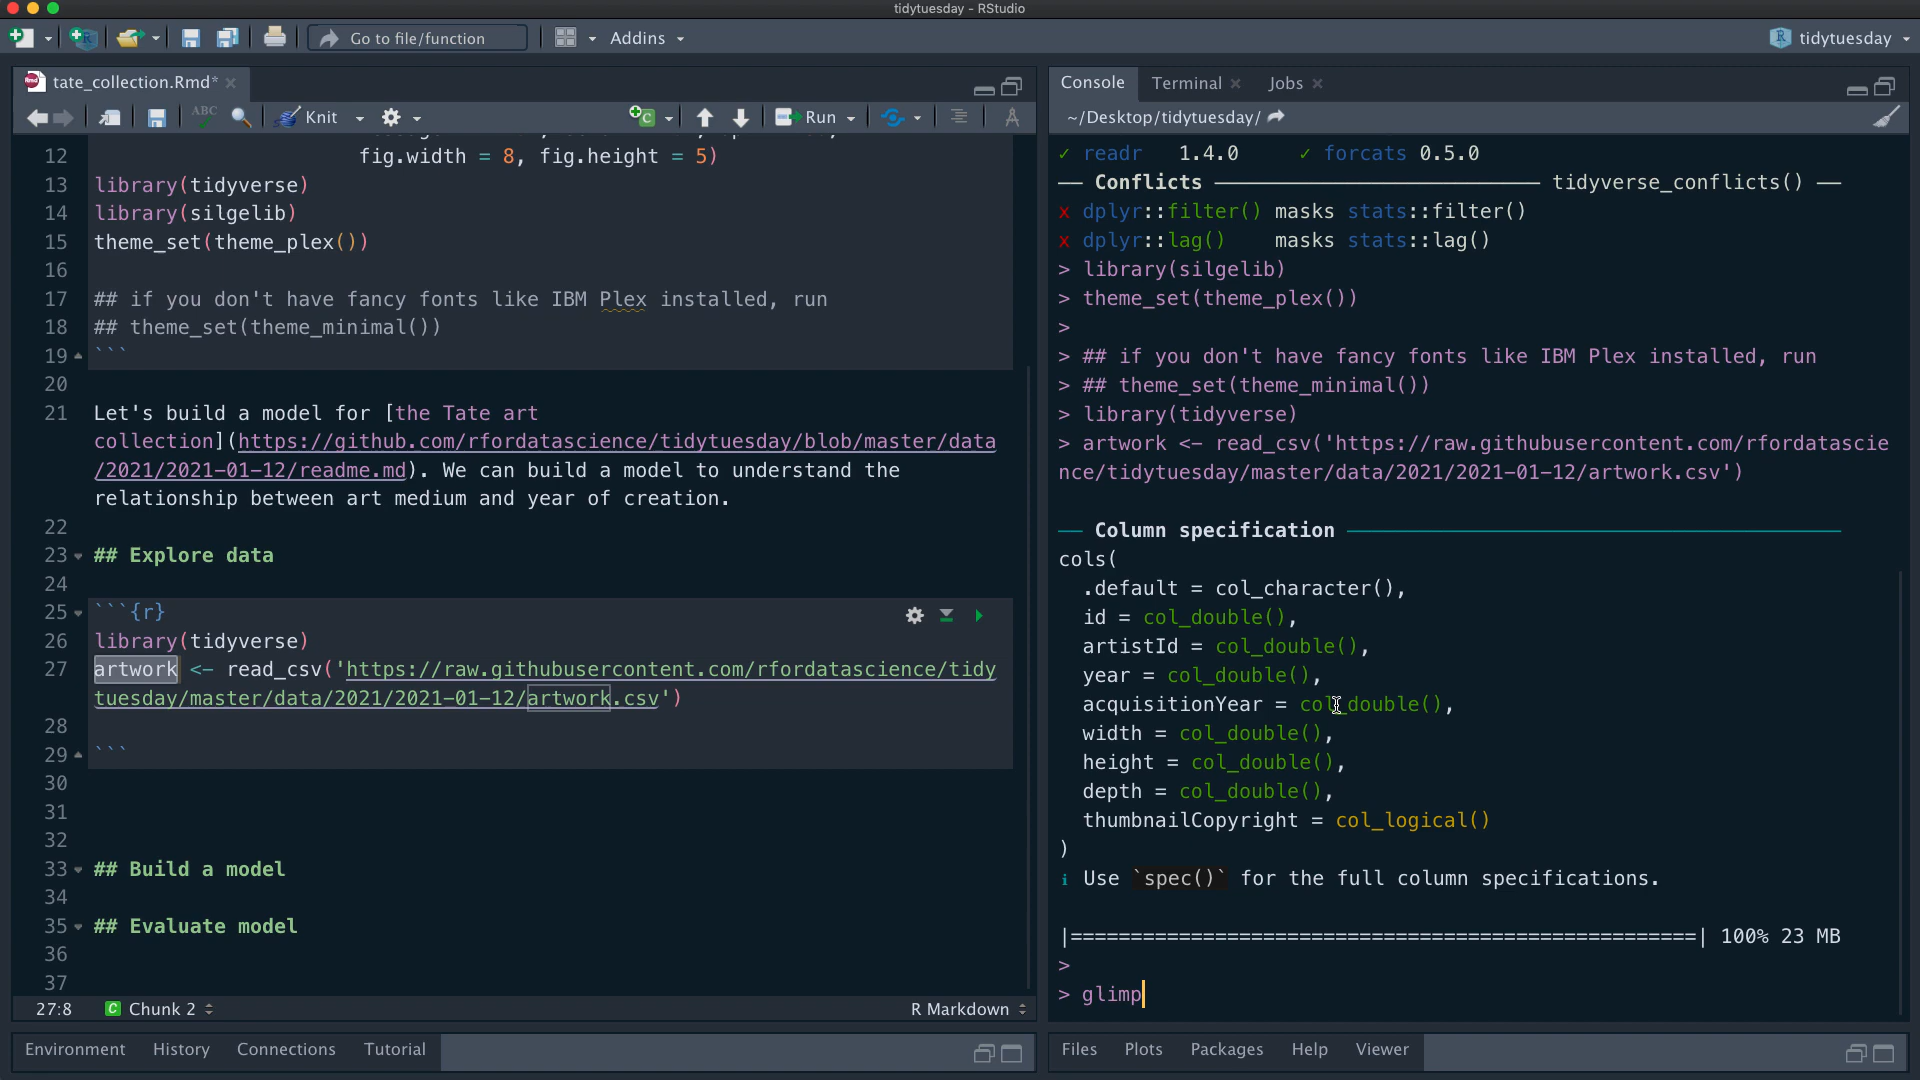 tidytuesday - RStudio
Go to file/function
Addins
tidytuesday
tate_collection.Rmd*
ABC
Knit
Run
12 fig.width = 8, fig.height = 5)
13 library(tidyverse)
14 library(silgelib)
15 theme_set(theme_plex())
16
17 ## if you don't have fancy fonts like IBM Plex installed, run
18 ## theme_set(theme_minimal())
19 ```
20
21 Let's build a model for [the Tate art
collection](https://github.com/rfordatascience/tidytuesday/blob/master/data
/2021/2021-01-12/readme.md). We can build a model to understand the
relationship between art medium and year of creation.
22
23 ## Explore data
24
25 ```{r}
26 library(tidyverse)
27 artwork <- read_csv('https://raw.githubusercontent.com/rfordatascience/tidy
tuesday/master/data/2021/2021-01-12/artwork.csv')
28
29 ```
30
31
32
33 ## Build a model
34
35 ## Evaluate model
36
37
27:8 Chunk 2 R Markdown
Environment History Connections Tutorial
Console Terminal Jobs
~/Desktop/tidytuesday/
✓ readr 1.4.0 ✓ forcats 0.5.0
── Conflicts ── tidyverse_conflicts() ──
x dplyr::filter() masks stats::filter()
x dplyr::lag() masks stats::lag()
> library(silgelib)
> theme_set(theme_plex())
>
> ## if you don't have fancy fonts like IBM Plex installed, run
> ## theme_set(theme_minimal())
> library(tidyverse)
> artwork <- read_csv('https://raw.githubusercontent.com/rfordatascie
nce/tidytuesday/master/data/2021/2021-01-12/artwork.csv')
── Column specification ──
cols(
.default = col_character(),
id = col_double(),
artistId = col_double(),
year = col_double(),
acquisitionYear = col_double(),
width = col_double(),
height = col_double(),
depth = col_double(),
thumbnailCopyright = col_logical()
)
i Use `spec()` for the full column specifications.
|====================================================| 100% 23 MB
>
> glimp
Files Plots Packages Help Viewer